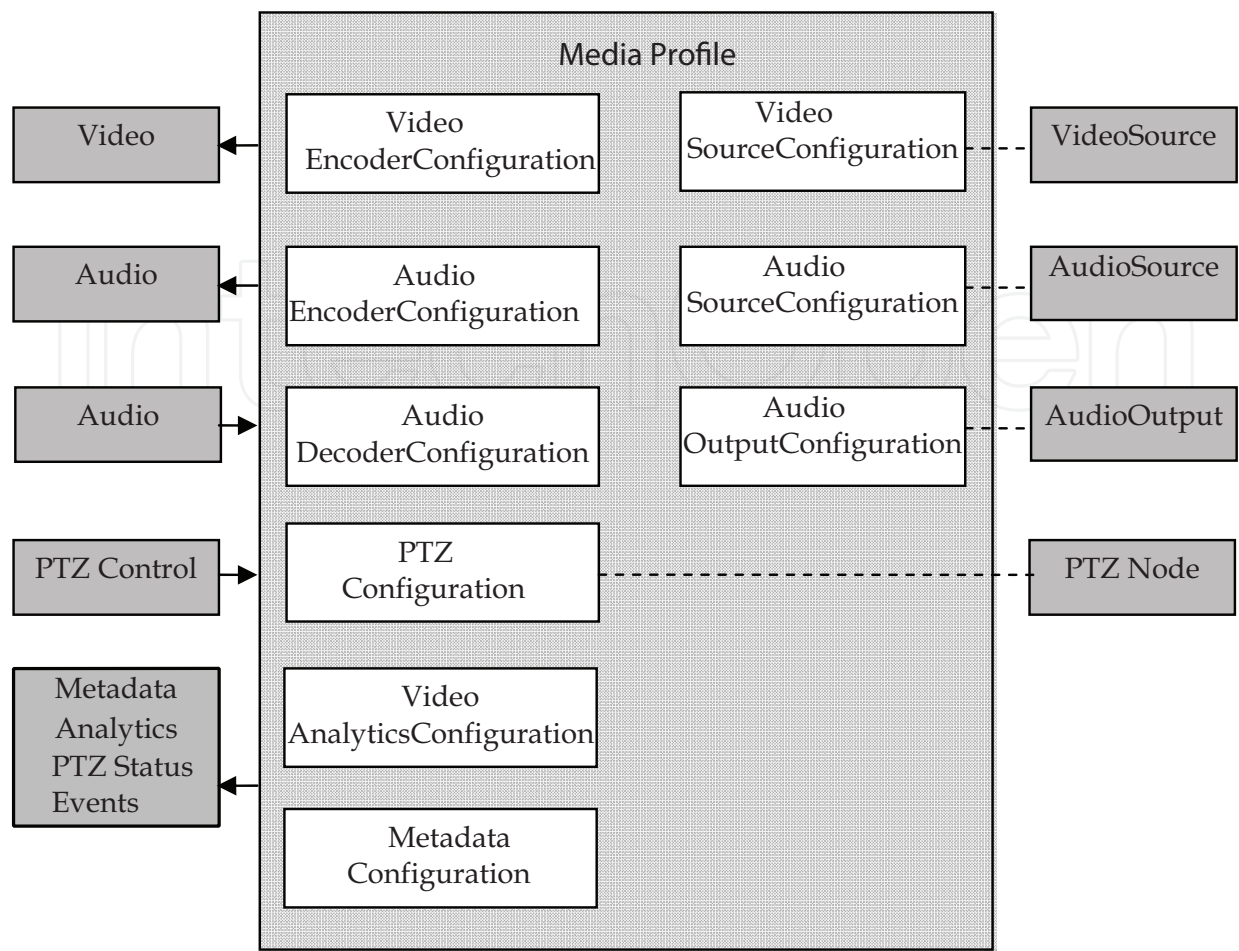 Media Profile
Video
Video
EncoderConfiguration
Video
SourceConfiguration
VideoSource
Audio
Audio
EncoderConfiguration
Audio
SourceConfiguration
AudioSource
Audio
Audio
DecoderConfiguration
Audio
OutputConfiguration
AudioOutput
PTZ Control
PTZ
Configuration
PTZ Node
Metadata
Analytics
PTZ Status
Events
Video
AnalyticsConfiguration
Metadata
Configuration